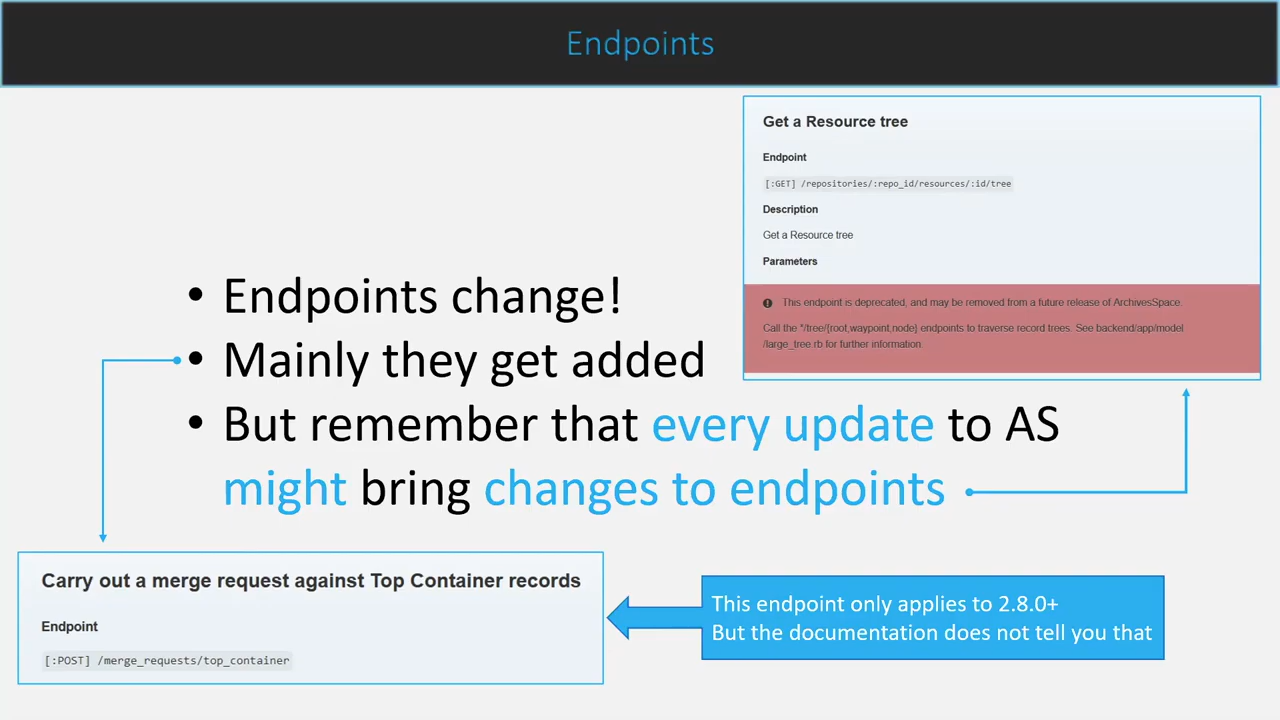 Endpoints
Get a Resource tree
Endpoint
[:GET] /repositories/:repo_id/resources/:id/tree
Description
Get a Resource tree
Parameters
This endpoint is deprecated, and may be removed from a future release of ArchivesSpace.
Call the */tree/{root,waypoint,node} endpoints to traverse record trees. See backend/app/model
/large_tree.rb for further information.
• Endpoints change!
• Mainly they get added
• But remember that every update to AS
might bring changes to endpoints
Carry out a merge request against Top Container records
Endpoint
[:POST] /merge_requests/top_container
This endpoint only applies to 2.8.0+
But the documentation does not tell you that